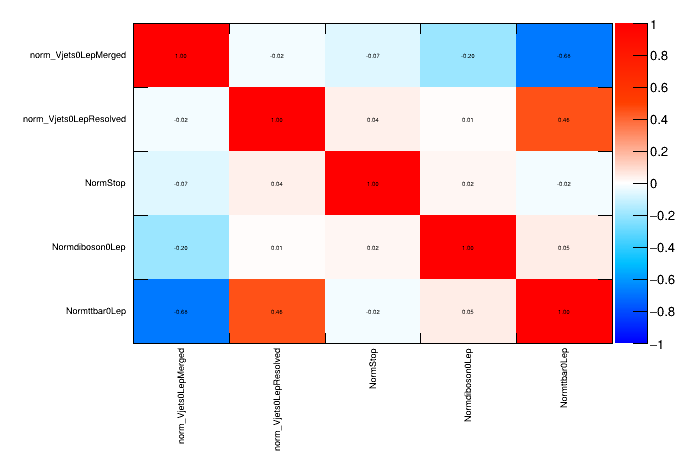 norm_Vjets0LepMerged 1.00 -0.02 -0.07 -0.20 -0.68
norm_Vjets0LepResolved -0.02 1.00 0.04 0.01 0.46
NormStop -0.07 0.04 1.00 0.02 -0.02
Normdiboson0Lep -0.20 0.01 0.02 1.00 0.05
Normttbar0Lep -0.68 0.46 -0.02 0.05 1.00
norm_Vjets0LepMerged
norm_Vjets0LepResolved
NormStop
Normdiboson0Lep
Normttbar0Lep
1
0.8
0.6
0.4
0.2
0
−0.2
−0.4
−0.6
−0.8
−1